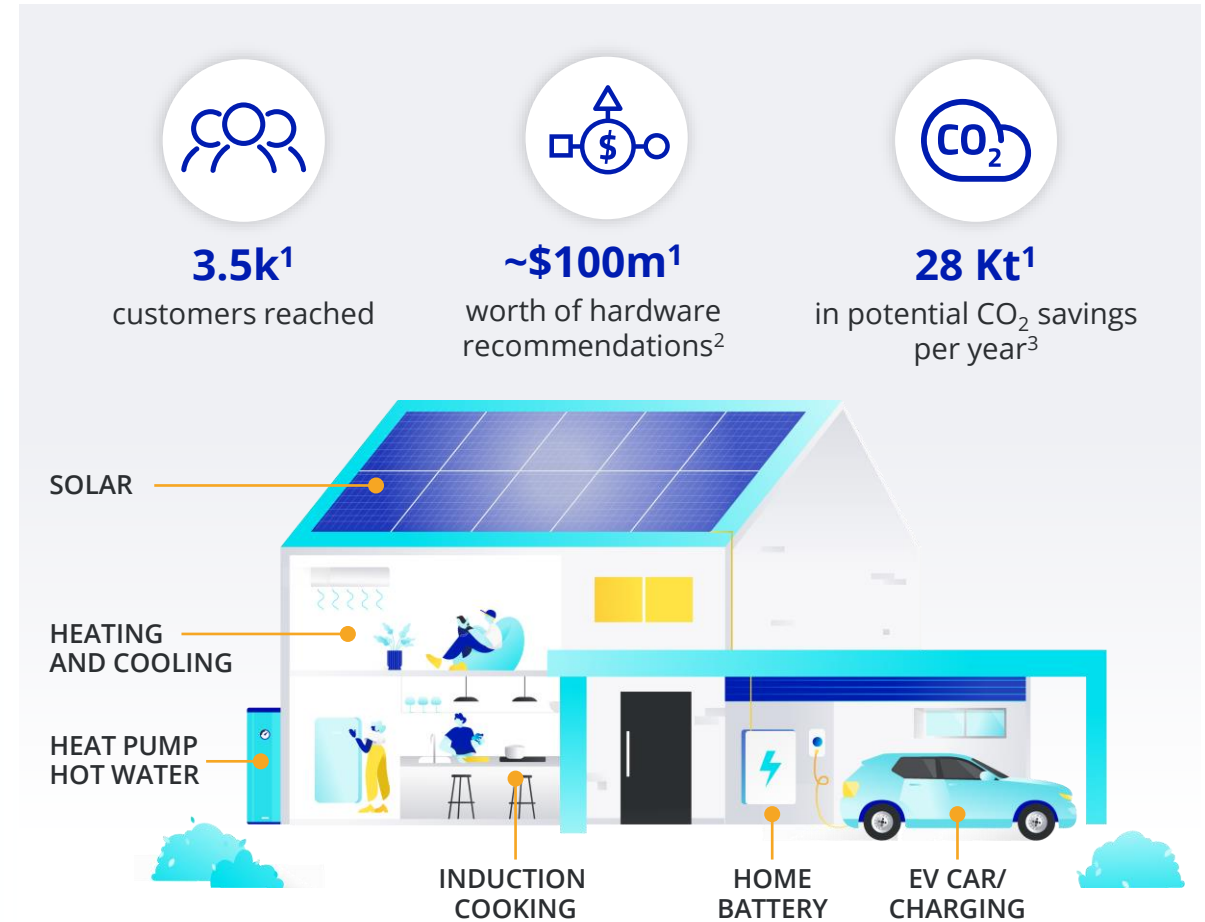 $
CO₂
3.5k¹
customers reached
~$100m¹
worth of hardware
recommendations²
28 Kt¹
in potential CO₂ savings
per year³
SOLAR
HEATING
AND COOLING
HEAT PUMP
HOT WATER
INDUCTION
COOKING
HOME
BATTERY
EV CAR/
CHARGING